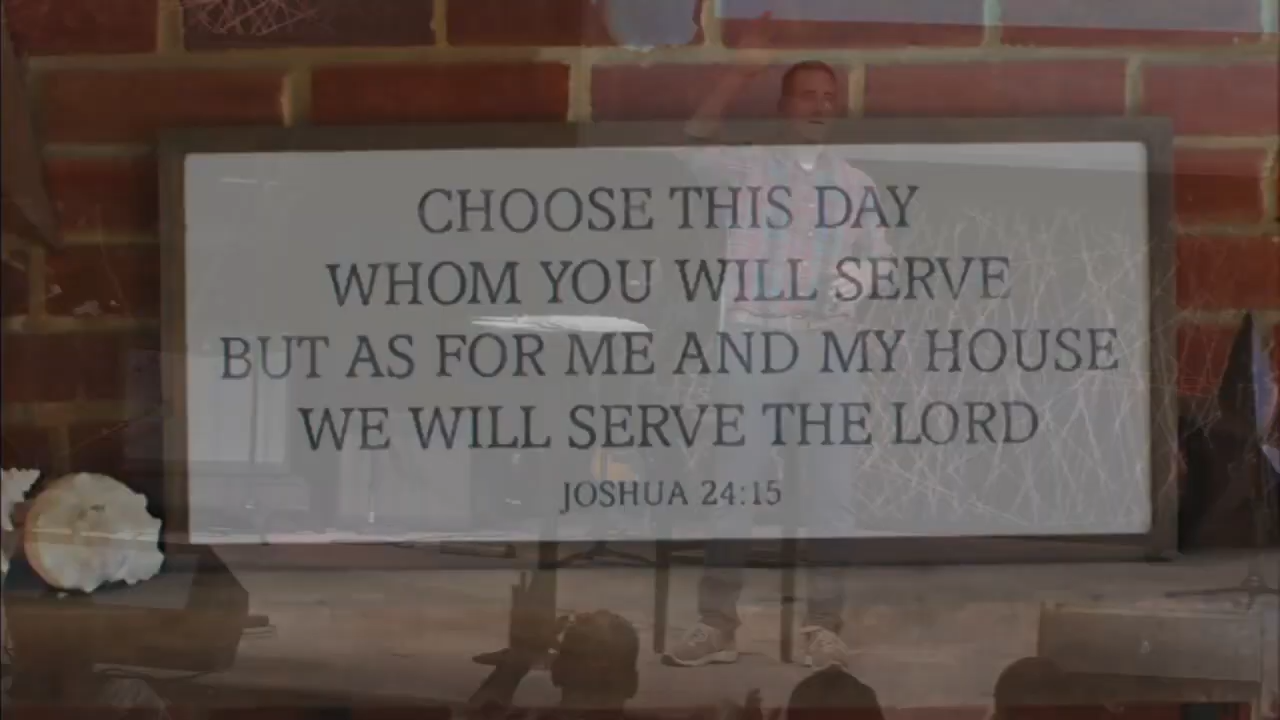 CHOOSE THIS DAY
WHOM YOU WILL SERVE
BUT AS FOR ME AND MY HOUSE
WE WILL SERVE THE LORD
JOSHUA 24:15